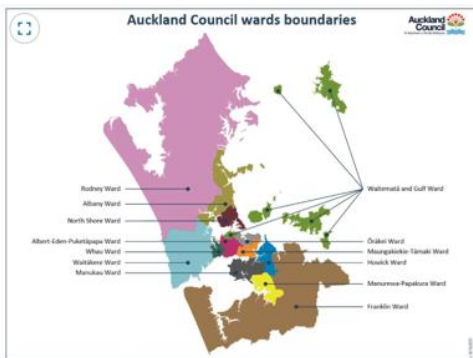 Auckland Council wards boundaries
Auckland
Council
Rodney Ward
Albany Ward
North Shore Ward
Albert-Eden-Puketāpapa Ward
Whau Ward
Waitākere Ward
Manukau Ward
Waitematā and Gulf Ward
Ōrākei Ward
Maungakiekie-Tāmaki Ward
Howick Ward
Manurewa-Papakura Ward
Franklin Ward